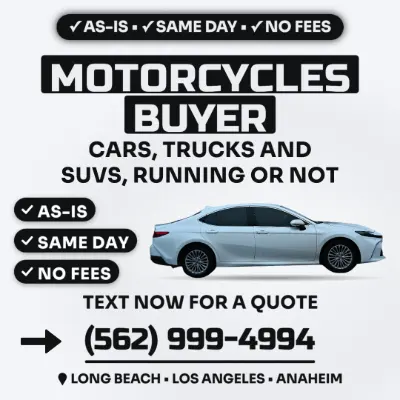 ✓AS-IS ▪ ✓SAME DAY ▪ ✓NO FEES
MOTORCYCLES
BUYER
CARS, TRUCKS AND
SUVS, RUNNING OR NOT
✓ AS-IS
✓ SAME DAY
✓ NO FEES
TEXT NOW FOR A QUOTE
(562) 999-4994
LONG BEACH ▪ LOS ANGELES ▪ ANAHEIM